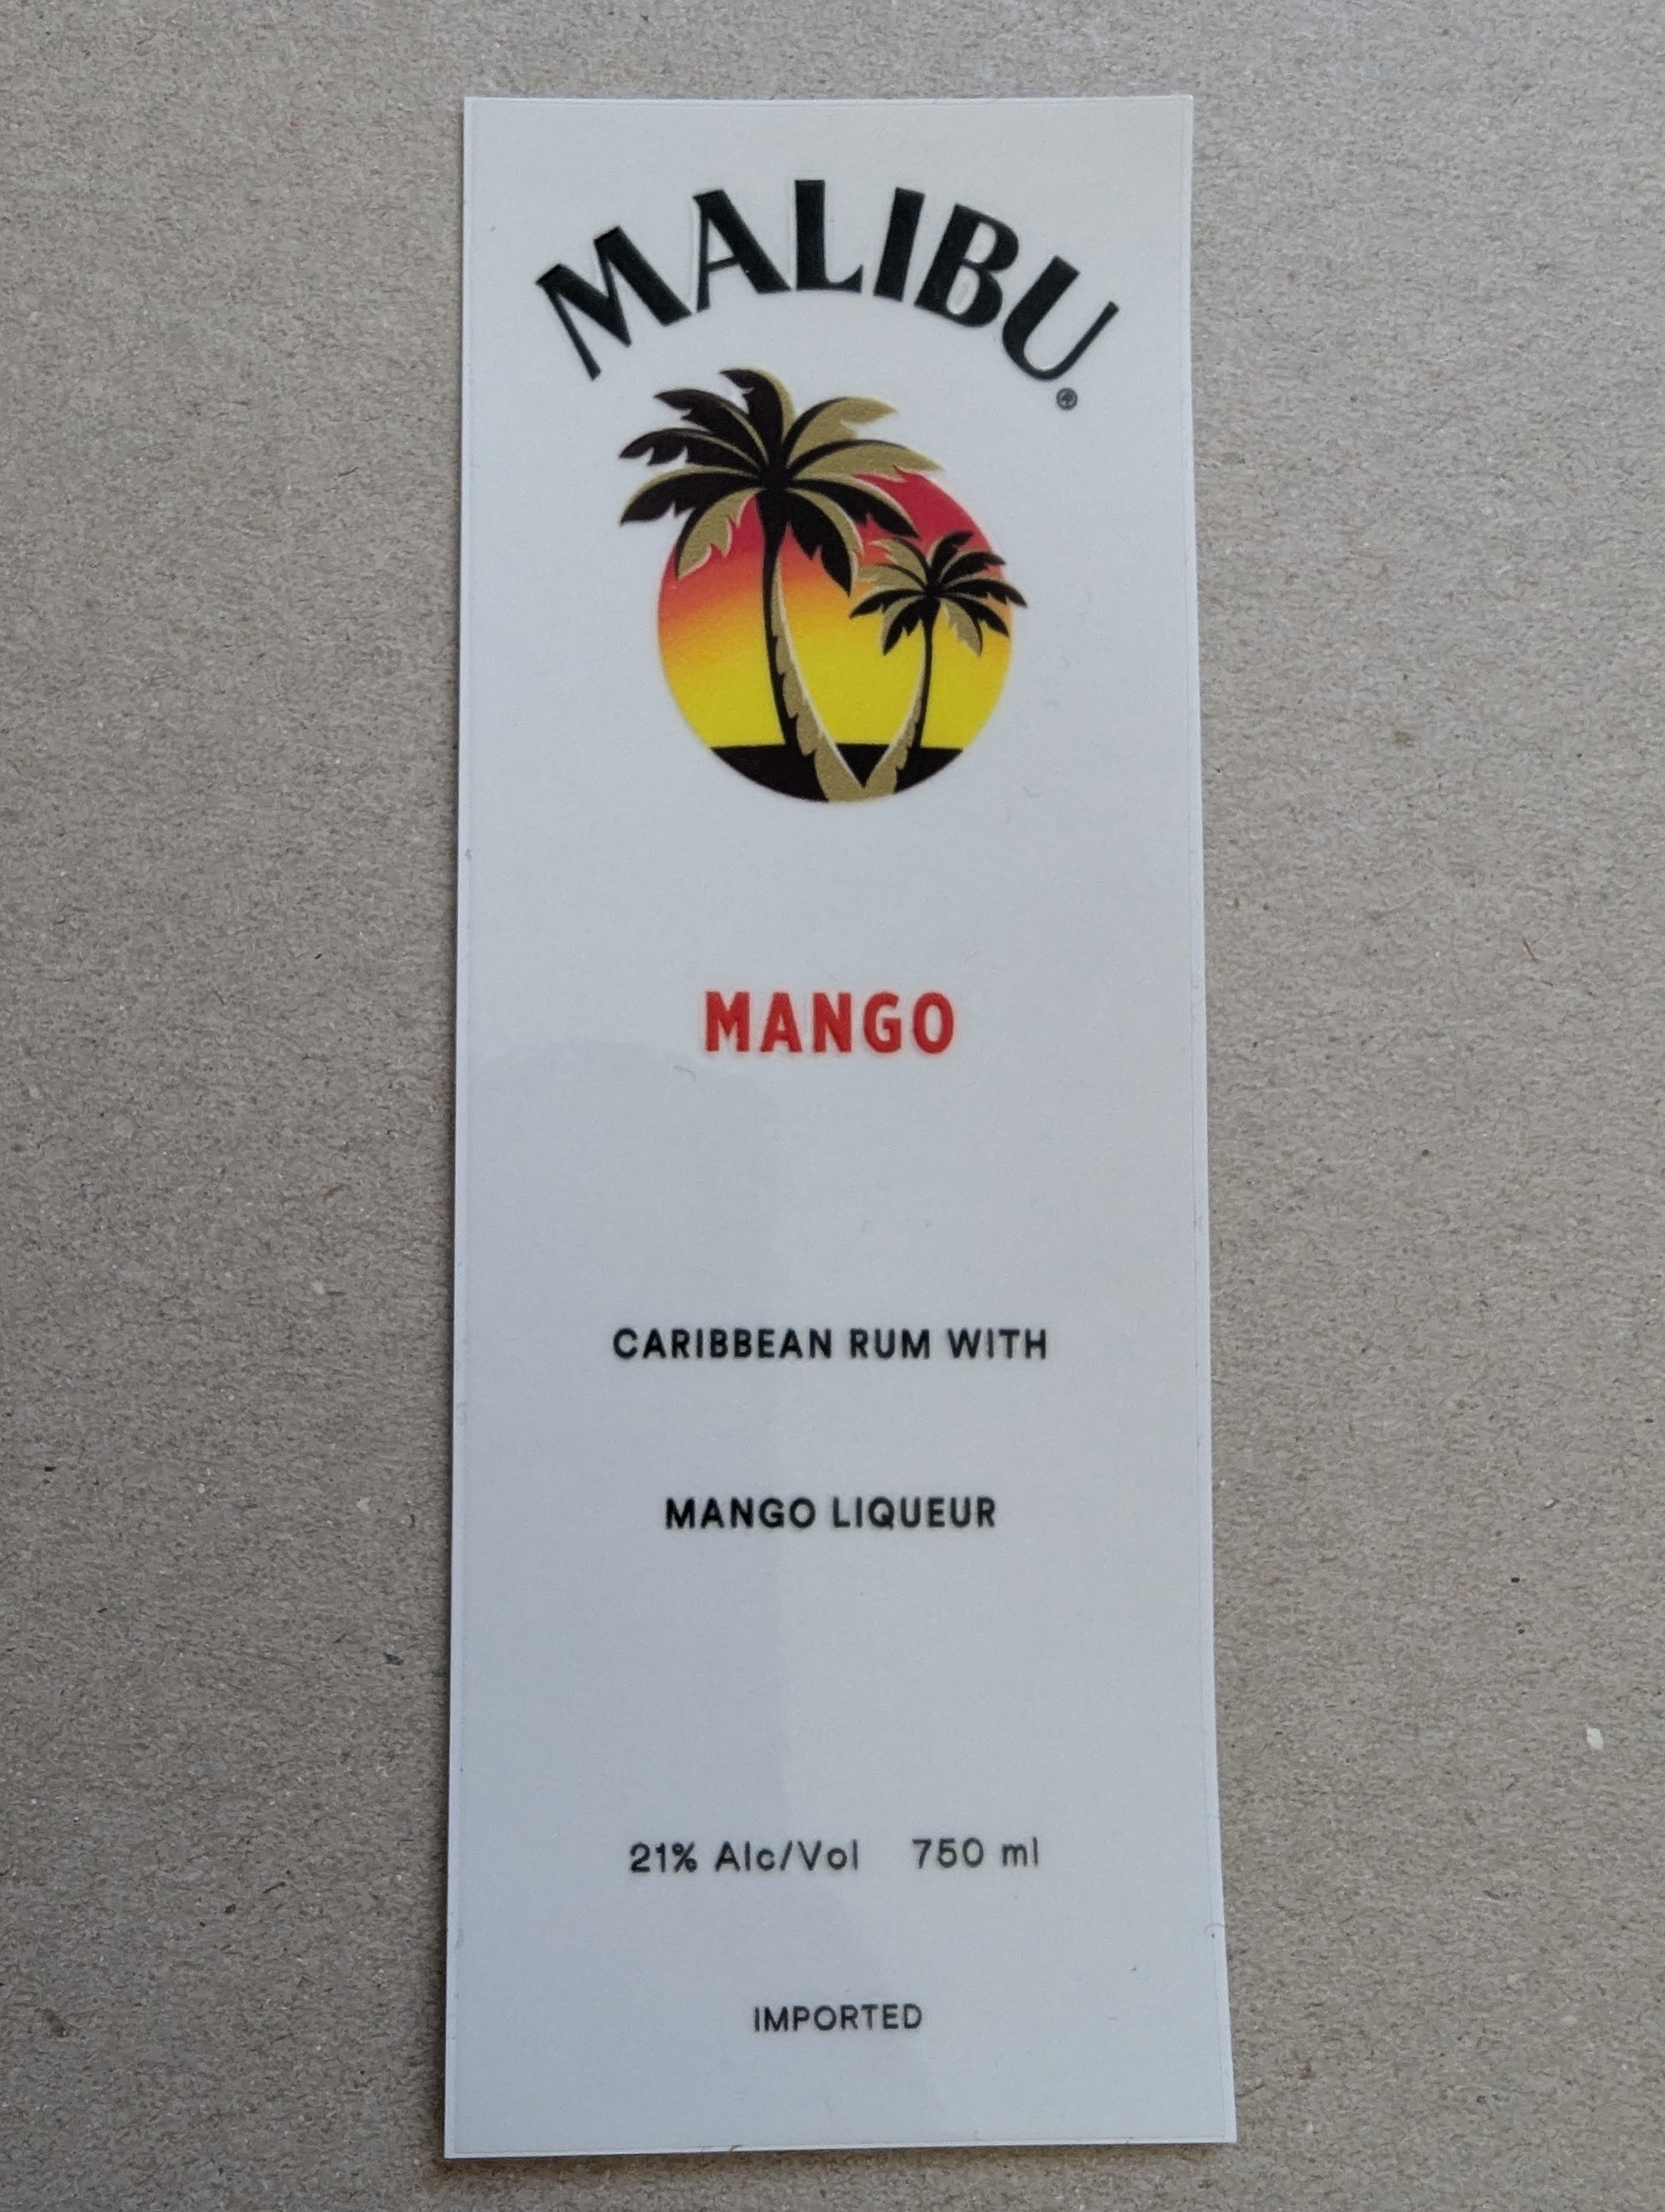 MALIBU®
MANGO
CARIBBEAN RUM WITH
MANGO LIQUEUR
21% Alc/Vol 750 ml
IMPORTED